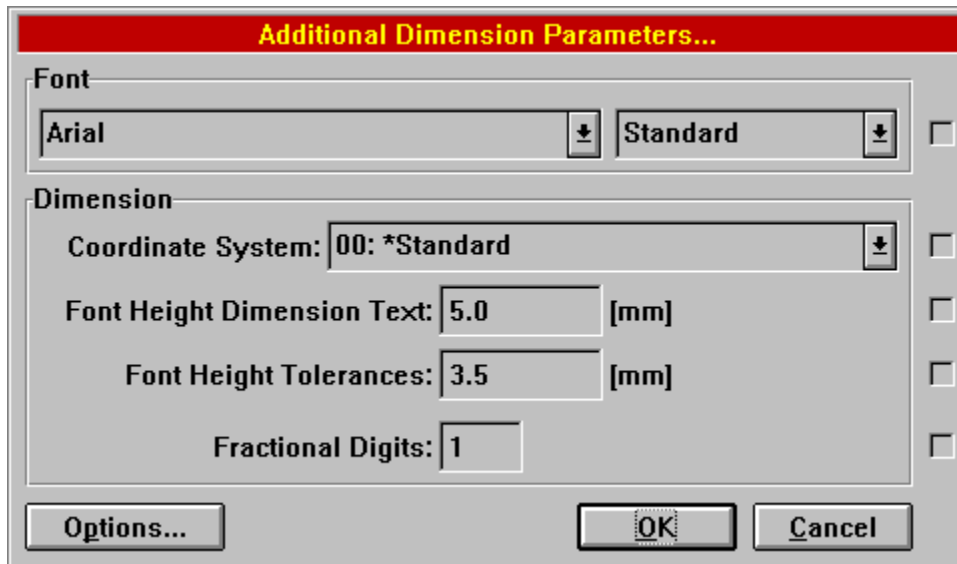 Additional Dimension Parameters...
Font
Arial Standard
Dimension
Coordinate System: 00: *Standard
Font Height Dimension Text: 5.0 [mm]
Font Height Tolerances: 3.5 [mm]
Fractional Digits: 1
Options... OK Cancel